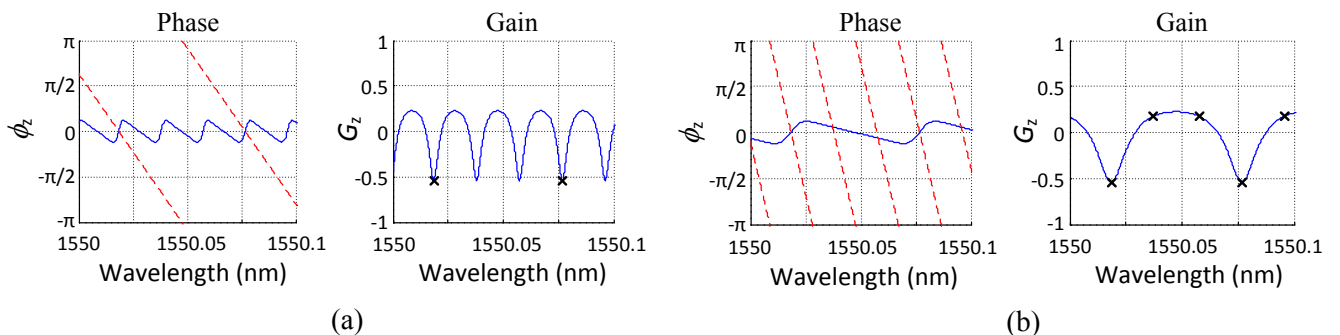 Phase
ϕz
π
π/2
0
-π/2
-π
1550 1550.05 1550.1
Wavelength (nm)
Gain
Gz
1
0.5
0
-0.5
-1
1550 1550.05 1550.1
Wavelength (nm)
(a)
Phase
ϕz
π
π/2
0
-π/2
-π
1550 1550.05 1550.1
Wavelength (nm)
Gain
Gz
1
0.5
0
-0.5
-1
1550 1550.05 1550.1
Wavelength (nm)
(b)